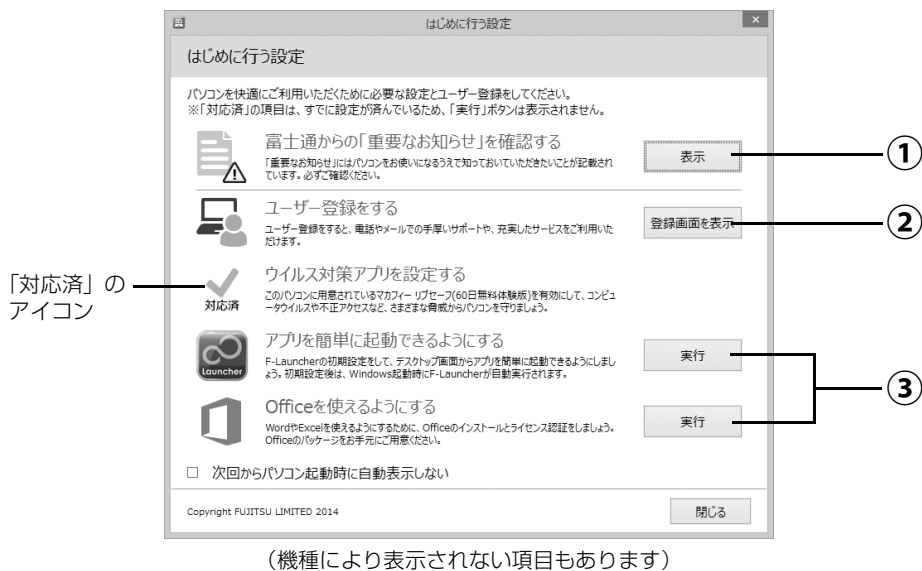 はじめに行う設定
はじめに行う設定
パソコンを快適にご利用いただくために必要な設定とユーザー登録をしてください。
※「対応済」の項目は、すでに設定が済んでいるため、「実行」ボタンは表示されません。
富士通からの「重要なお知らせ」を確認する
「重要なお知らせ」にはパソコンをお使いになるうえで知っておいていただきたいことが記載され
ています。必ずご確認ください。
表示
①
ユーザー登録をする
ユーザー登録をすると、電話やメールでの手厚いサポートや、充実したサービスをご利用いた
だけます。
登録画面を表示
②
「対応済」の
アイコン
対応済
ウイルス対策アプリを設定する
このパソコンに用意されているマカフィー リブセーフ(60日無料体験版)を有効にして、コンピュ
ータウイルスや不正アクセスなど、さまざまな脅威からパソコンを守りましょう。
Launcher
アプリを簡単に起動できるようにする
F-Launcherの初期設定をして、デスクトップ画面からアプリを簡単に起動できるようにしまし
ょう。初期設定後は、Windows起動時にF-Launcherが自動実行されます。
実行
③
Officeを使えるようにする
WordやExcelを使えるようにするために、Officeのインストールとライセンス認証をしましょう。
Officeのパッケージをお手元にご用意ください。
実行
次回からパソコン起動時に自動表示しない
Copyright FUJITSU LIMITED 2014
閉じる
（機種により表示されない項目もあります）